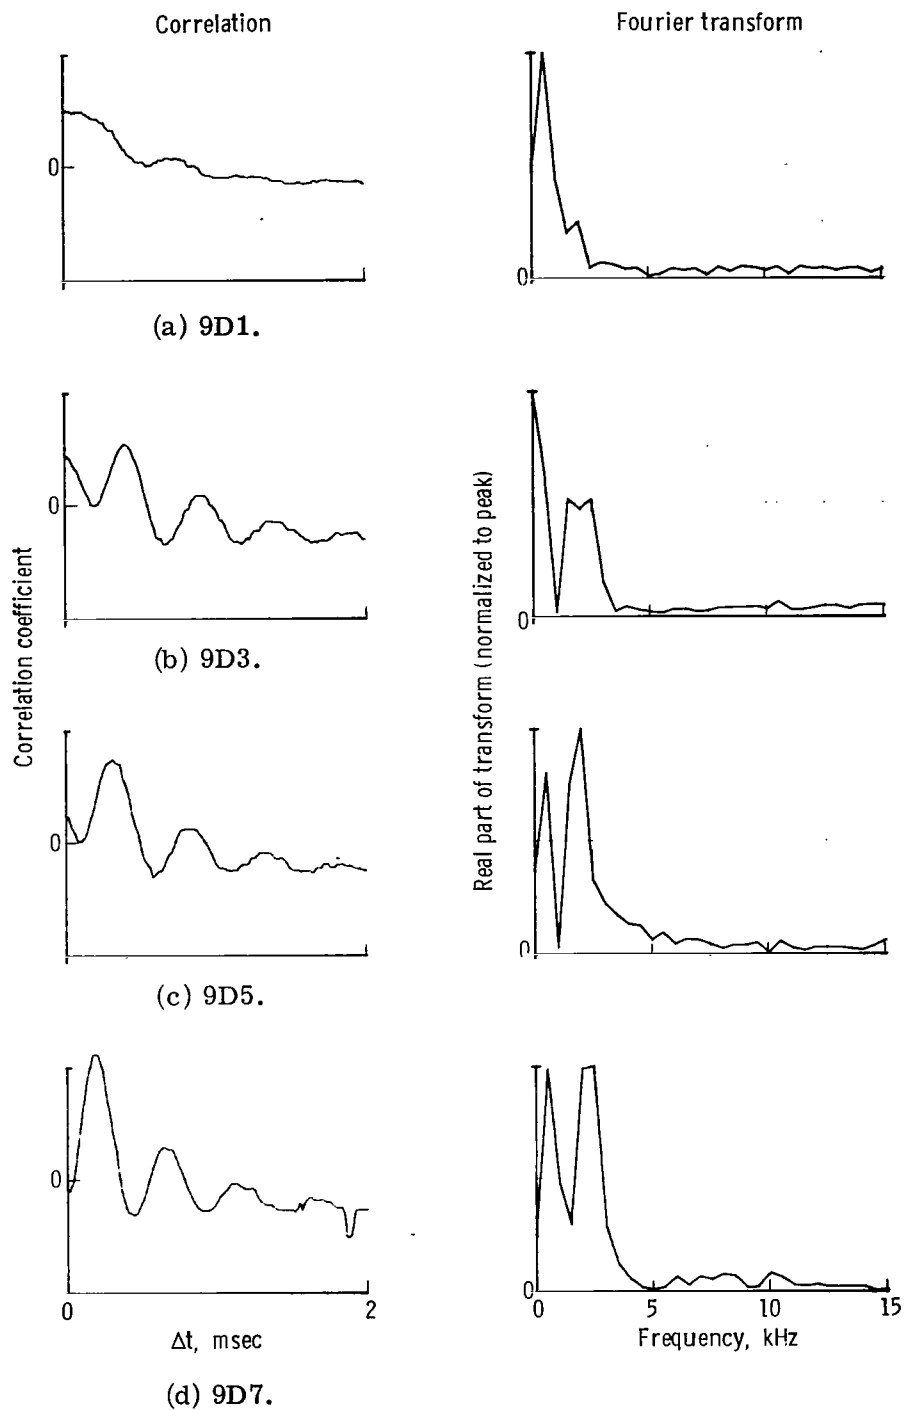 Correlation
Fourier transform
0
0
(a) 9D1.
0
0
(b) 9D3.
Correlation coefficient
Real part of transform (normalized to peak)
0
0
(c) 9D5.
0
0
0
2
Δt, msec
0
5
10
15
Frequency, kHz
(d) 9D7.